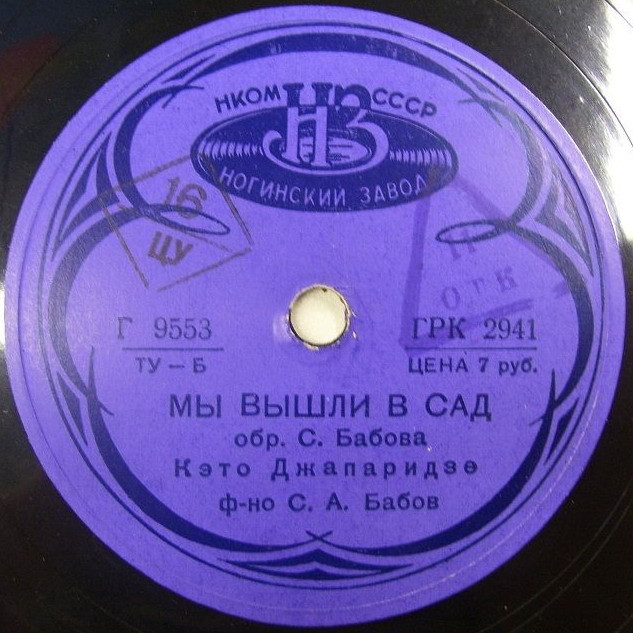 НКОМ НЗ СССР
НОГИНСКИЙ ЗАВОД
16
ЦУ
ОТК
Г 9553
ГРК 2941
ТУ — Б
ЦЕНА 7 руб.
МЫ ВЫШЛИ В САД
обр. С. Бабова
Кэто Джапаридзе
ф-но С. А. Бабов